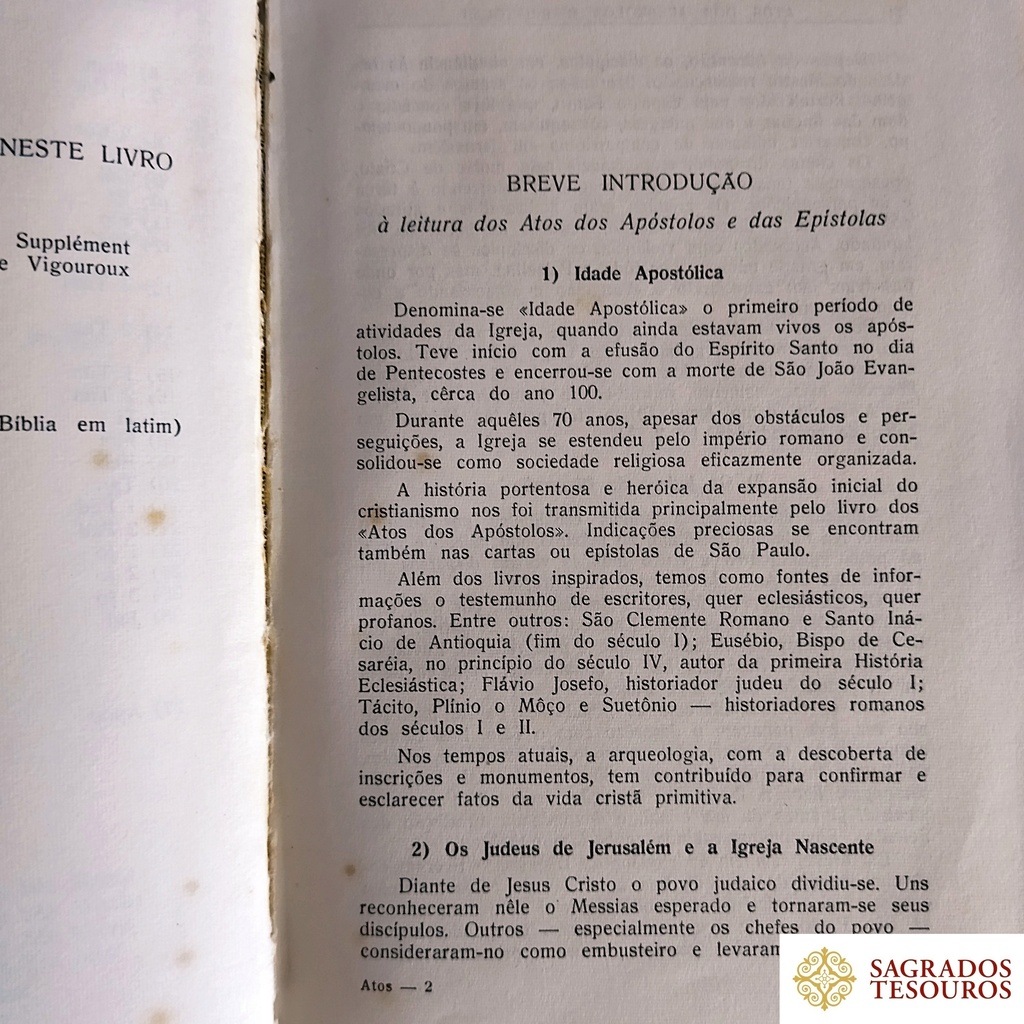 NESTE LIVRO
Supplément
e Vigouroux
Bíblia em latim)
BREVE INTRODUÇÃO
à leitura dos Atos dos Apóstolos e das Epístolas
1) Idade Apostólica
Denomina-se «Idade Apostólica» o primeiro período de
atividades da Igreja, quando ainda estavam vivos os após-
tolos. Teve início com a efusão do Espírito Santo no dia
de Pentecostes e encerrou-se com a morte de São João Evan-
gelista, cêrca do ano 100.
Durante aquêles 70 anos, apesar dos obstáculos e per-
seguições, a Igreja se estendeu pelo império romano e con-
solidou-se como sociedade religiosa eficazmente organizada.
A história portentosa e heróica da expansão inicial do
cristianismo nos foi transmitida principalmente pelo livro dos
«Atos dos Apóstolos». Indicações preciosas se encontram
também nas cartas ou epístolas de São Paulo.
Além dos livros inspirados, temos como fontes de infor-
mações o testemunho de escritores, quer eclesiásticos, quer
profanos. Entre outros: São Clemente Romano e Santo Iná-
cio de Antioquia (fim do século I); Eusébio, Bispo de Ce-
saréia, no princípio do século IV, autor da primeira História
Eclesiástica; Flávio Josefo, historiador judeu do século I;
Tácito, Plínio o Môço e Suetônio — historiadores romanos
dos séculos I e II.
Nos tempos atuais, a arqueologia, com a descoberta de
inscrições e monumentos, tem contribuído para confirmar e
esclarecer fatos da vida cristã primitiva.
2) Os Judeus de Jerusalém e a Igreja Nascente
Diante de Jesus Cristo o povo judaico dividiu-se. Uns
reconheceram nêle o Messias esperado e tornaram-se seus
discípulos. Outros — especialmente os chefes do povo —
consideraram-no como embusteiro e levaram
Atos — 2
SAGRADOS
TESOUROS